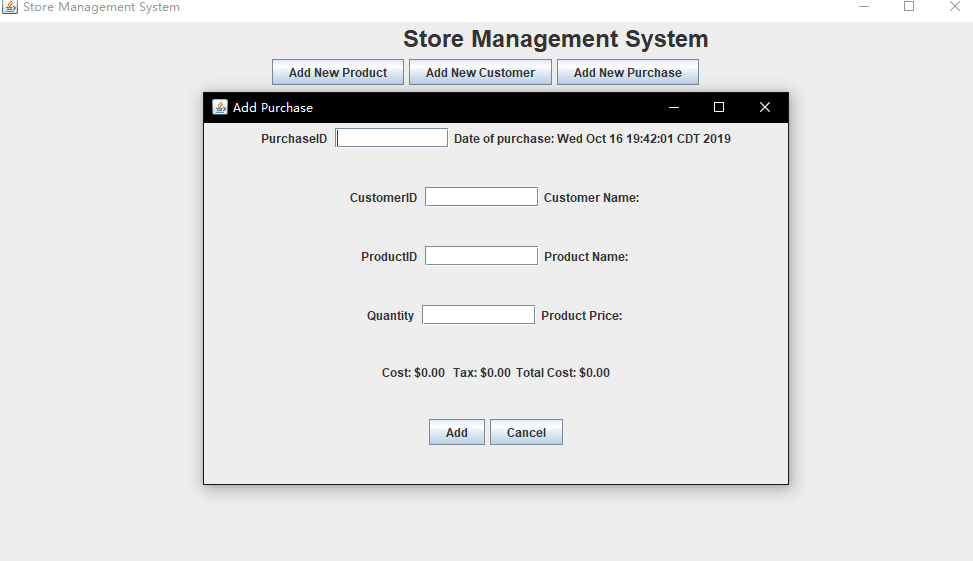 Store Management System
Store Management System
Add New Product Add New Customer Add New Purchase
Add Purchase
PurchaseID Date of purchase: Wed Oct 16 19:42:01 CDT 2019
CustomerID Customer Name:
ProductID Product Name:
Quantity Product Price:
Cost: $0.00 Tax: $0.00 Total Cost: $0.00
Add Cancel